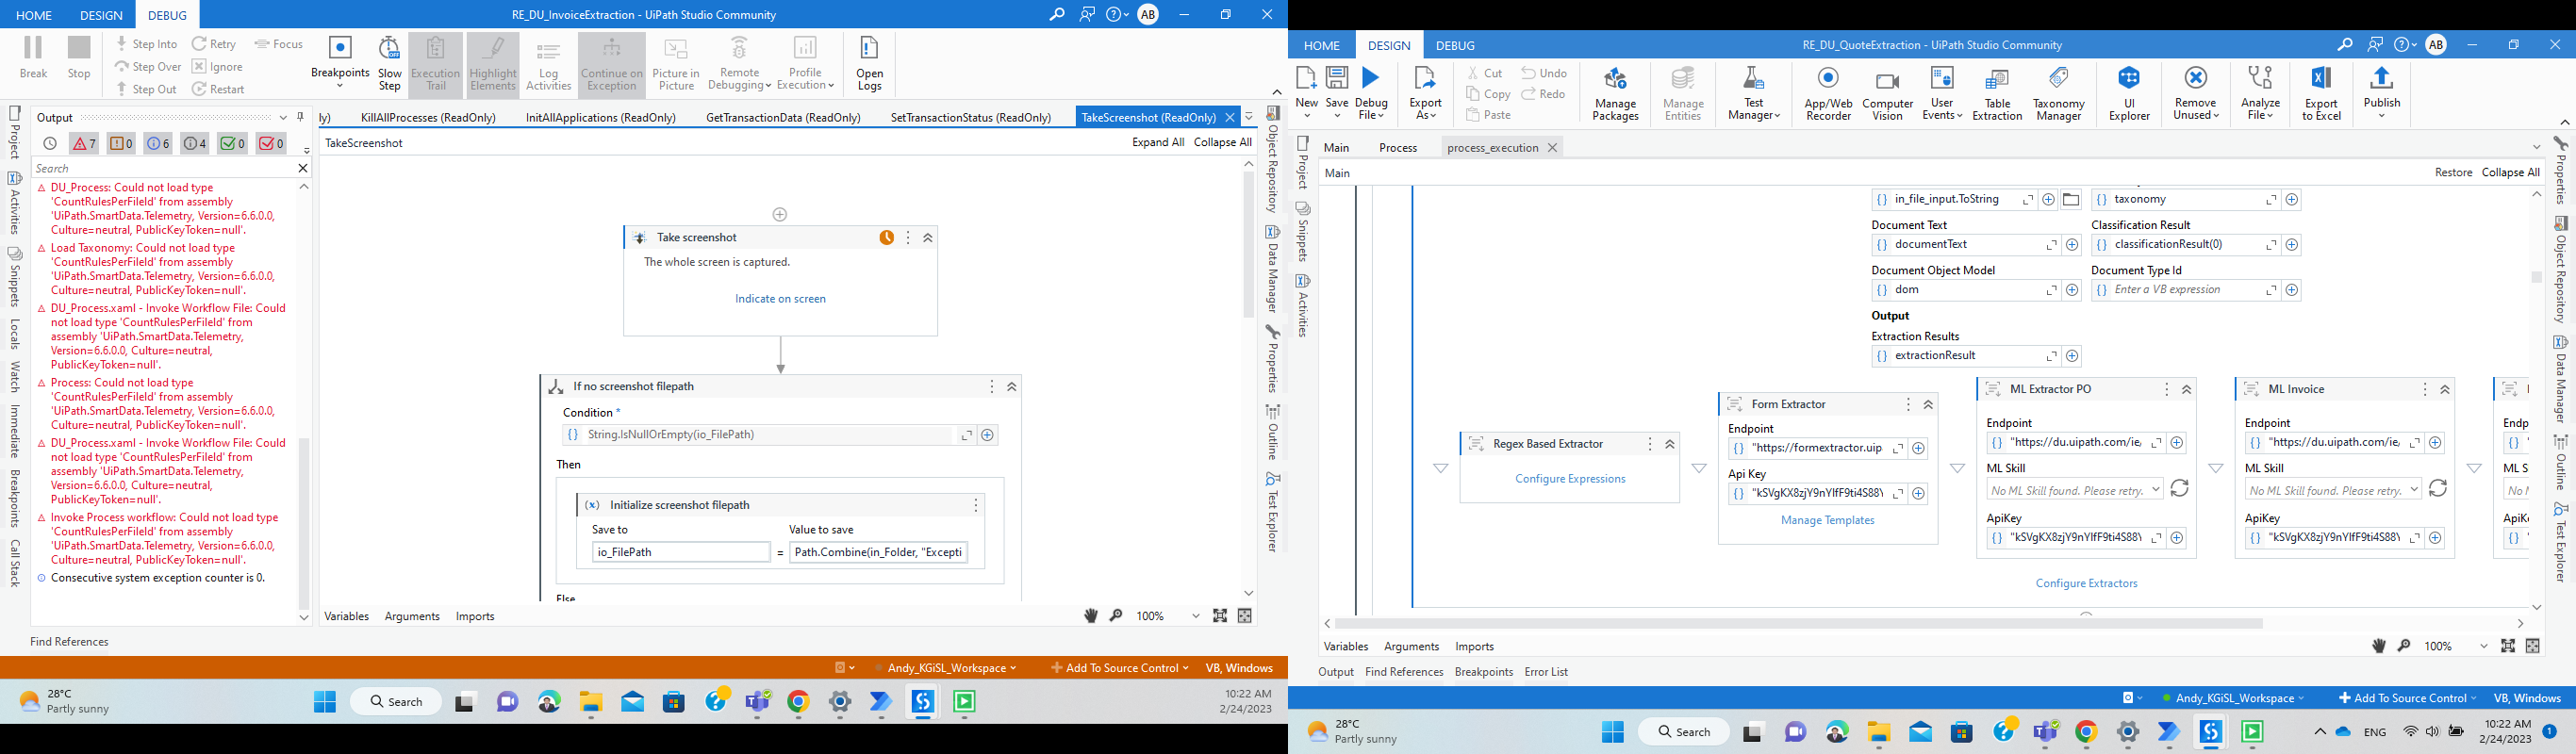 HOME DESIGN DEBUG RE_DU_InvoiceExtraction - UiPath Studio Community AB
Break Stop Step Into Step Over Step Out Retry Ignore Restart Focus Breakpoints Slow Step Execution Trail Highlight Elements Log Activities Continue on Exception Picture in Picture Remote Debugging Profile Execution Open Logs
Project
Activities
Snippets
Locals
Watch
Immediate
Breakpoints
Call Stack
Output
7 0 6 4 0 0
Search
DU_Process: Could not load type
'CountRulesPerFileId' from assembly
'UiPath.SmartData.Telemetry, Version=6.6.0.0,
Culture=neutral, PublicKeyToken=null'.
Load Taxonomy: Could not load type
'CountRulesPerFileId' from assembly
'UiPath.SmartData.Telemetry, Version=6.6.0.0,
Culture=neutral, PublicKeyToken=null'.
DU_Process.xaml - Invoke Workflow File: Could
not load type 'CountRulesPerFileId' from
assembly 'UiPath.SmartData.Telemetry,
Version=6.6.0.0, Culture=neutral,
PublicKeyToken=null'.
Process: Could not load type
'CountRulesPerFileId' from assembly
'UiPath.SmartData.Telemetry, Version=6.6.0.0,
Culture=neutral, PublicKeyToken=null'.
DU_Process.xaml - Invoke Workflow File: Could
not load type 'CountRulesPerFileId' from
assembly 'UiPath.SmartData.Telemetry,
Version=6.6.0.0, Culture=neutral,
PublicKeyToken=null'.
Invoke Process workflow: Could not load type
'CountRulesPerFileId' from assembly
'UiPath.SmartData.Telemetry, Version=6.6.0.0,
Culture=neutral, PublicKeyToken=null'.
Consecutive system exception counter is 0.
Find References
ly) KillAllProcesses (ReadOnly) InitAllApplications (ReadOnly) GetTransactionData (ReadOnly) SetTransactionStatus (ReadOnly) TakeScreenshot (ReadOnly)
TakeScreenshot Expand All Collapse All
Take screenshot
The whole screen is captured.
Indicate on screen
If no screenshot filepath
Condition *
String.IsNullOrEmpty(io_FilePath)
Then
Initialize screenshot filepath
Save to Value to save
io_FilePath = Path.Combine(in_Folder, "Excepti
Else
Variables Arguments Imports 100%
Object Repository
Data Manager
Properties
Outline
Test Explorer
Andy_KGiSL_Workspace Add To Source Control VB, Windows
28°C
Partly sunny
Search
10:22 AM
2/24/2023
HOME DESIGN DEBUG RE_DU_QuoteExtraction - UiPath Studio Community AB
New Save Debug File Export As Cut Copy Paste Undo Redo Manage Packages Manage Entities Test Manager App/Web Recorder Computer Vision User Events Table Extraction Taxonomy Manager UI Explorer Remove Unused Analyze File Export to Excel Publish
Project
Snippets
Activities
Main Process process_execution
Main Restore Collapse All
in_file_input.ToString taxonomy
Document Text Classification Result
documentText classificationResult(0)
Document Object Model Document Type Id
dom Enter a VB expression
Output
Extraction Results
extractionResult
Regex Based Extractor
Configure Expressions
Form Extractor
Endpoint
"https://formextractor.uip
Api Key
"kSVgKX8zjY9nYIfF9ti4S88Y
Manage Templates
ML Extractor PO
Endpoint
"https://du.uipath.com/ie/
ML Skill
No ML Skill found. Please retry.
ApiKey
"kSVgKX8zjY9nYIfF9ti4S88Y
ML Invoice
Endpoint
"https://du.uipath.com/ie/
ML Skill
No ML Skill found. Please retry.
ApiKey
"kSVgKX8zjY9nYIfF9ti4S88Y
Endp
ML S
No
ApiK
Configure Extractors
Variables Arguments Imports 100%
Output Find References Breakpoints Error List
Properties
Object Repository
Data Manager
Outline
Test Explorer
Andy_KGiSL_Workspace Add To Source Control VB, Windows
28°C
Partly sunny
Search
ENG
10:22 AM
2/24/2023
1